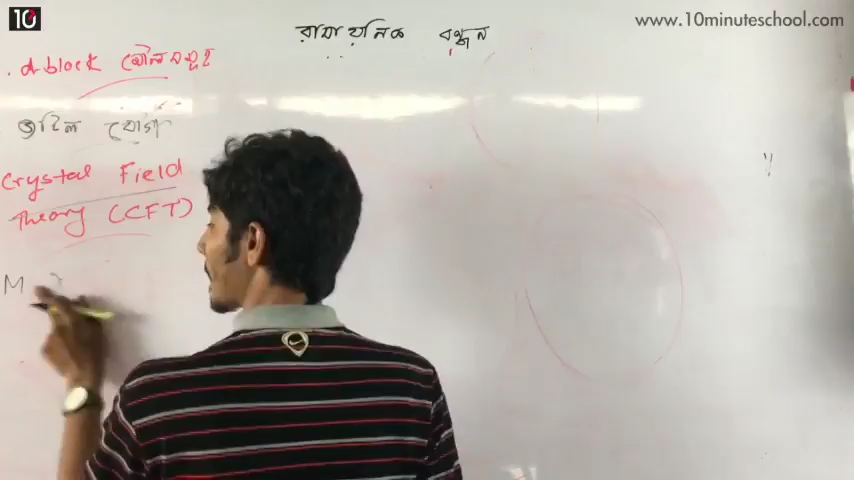 10
www.10minuteschool.com
রাসায়নিক বন্ধন
d-block মৌলসমূহ
জটিল যৌগ
Crystal Field
Theory (CFT)
M